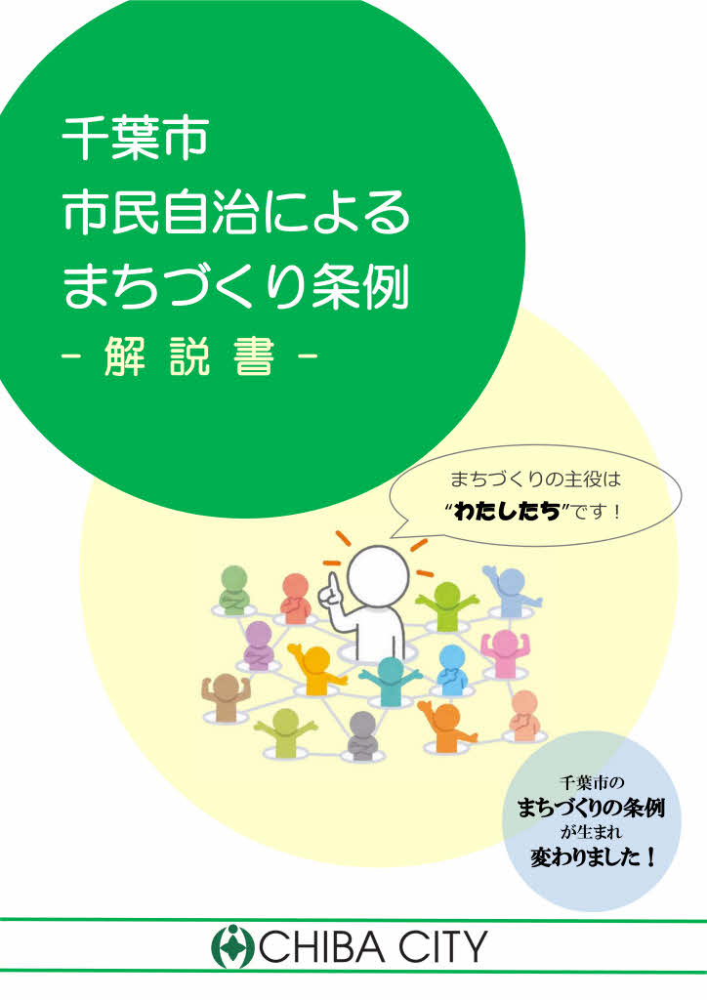 千葉市
市民自治による
まちづくり条例
- 解 説 書 -
まちづくりの主役は
“わたしたち”です！
千葉市の
まちづくりの条例
が生まれ
変わりました！
CHIBA CITY